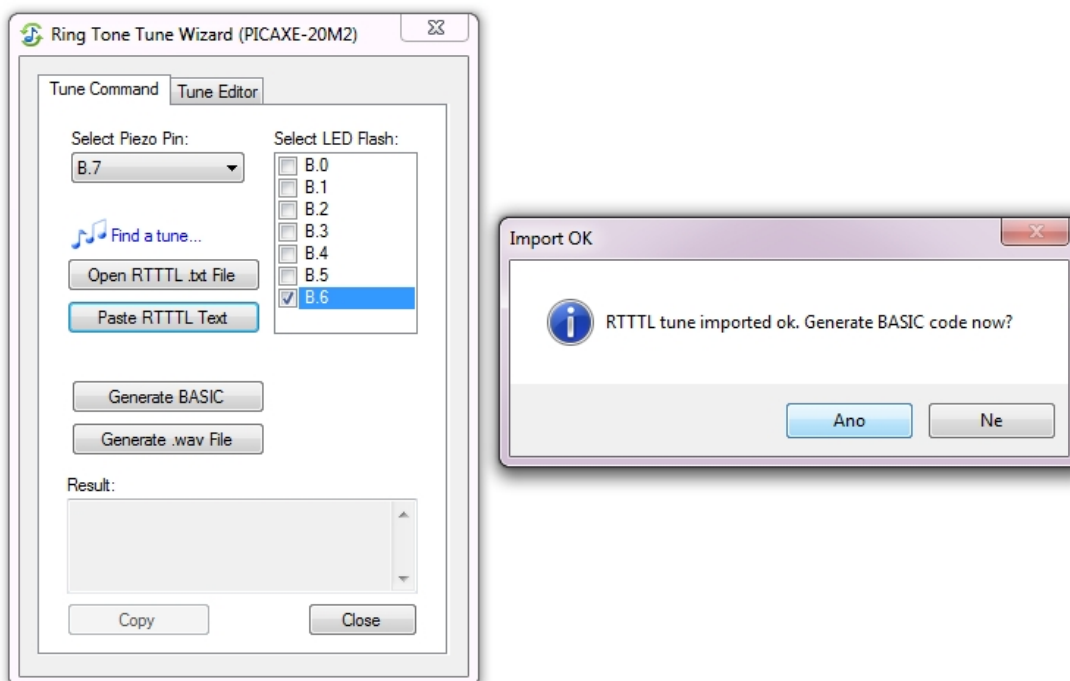 Ring Tone Tune Wizard (PICAXE-20M2)
Tune Command
Tune Editor
Select Piezo Pin:
B.7
Select LED Flash:
B.0
B.1
B.2
B.3
B.4
B.5
B.6
Find a tune...
Open RTTTL .txt File
Paste RTTTL Text
Generate BASIC
Generate .wav File
Result:
Copy
Close
Import OK
RTTTL tune imported ok. Generate BASIC code now?
Ano
Ne